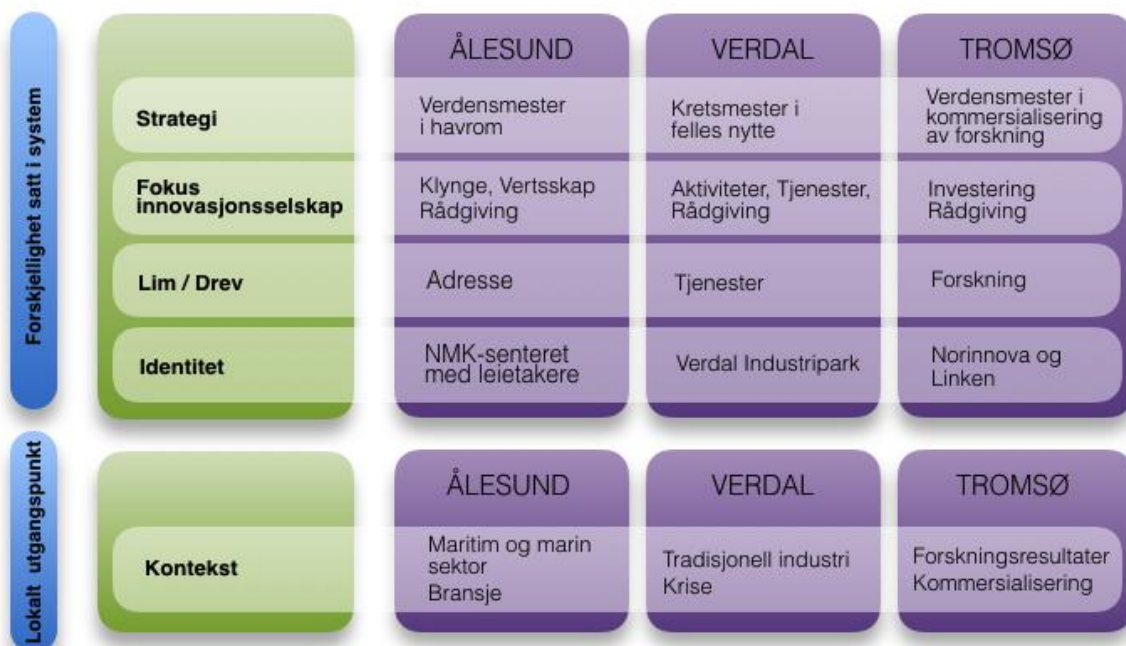 Forskjellighet satt i system
ÅLESUND
VERDAL
TROMSØ
Strategi
Verdensmester
i havrom
Kretsmester i
felles nytte
Verdensmester i
kommersialisering
av forskning
Fokus
innovasjonsselskap
Klynge, Vertsskap
Rådgiving
Aktiviteter, Tjenester,
Rådgiving
Investering
Rådgiving
Lim / Drev
Adresse
Tjenester
Forskning
Identitet
NMK-senteret
med leietakere
Verdal Industripark
Norinnova og
Linken
Lokalt utgangspunkt
ÅLESUND
VERDAL
TROMSØ
Kontekst
Maritim og marin
sektor
Bransje
Tradisjonell industri
Krise
Forskningsresultater
Kommersialisering